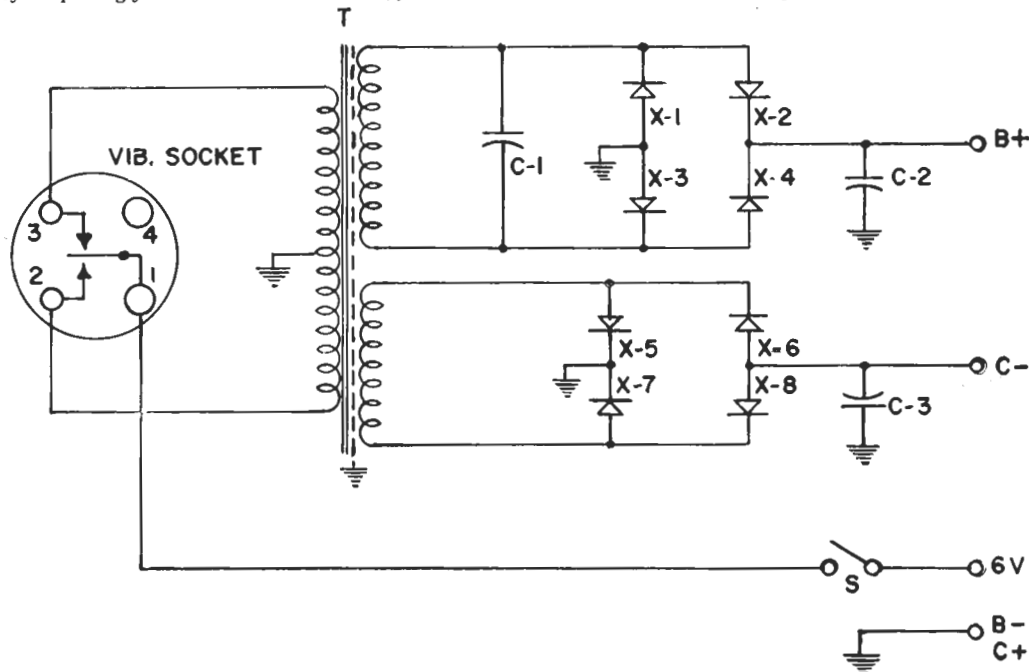 T
VIB. SOCKET
3
4
2
1
C-1
X-1
X-2
X-3
X-4
B+
C-2
X-5
X-6
X-7
X-8
C-
C-3
S
6V
B-
C+